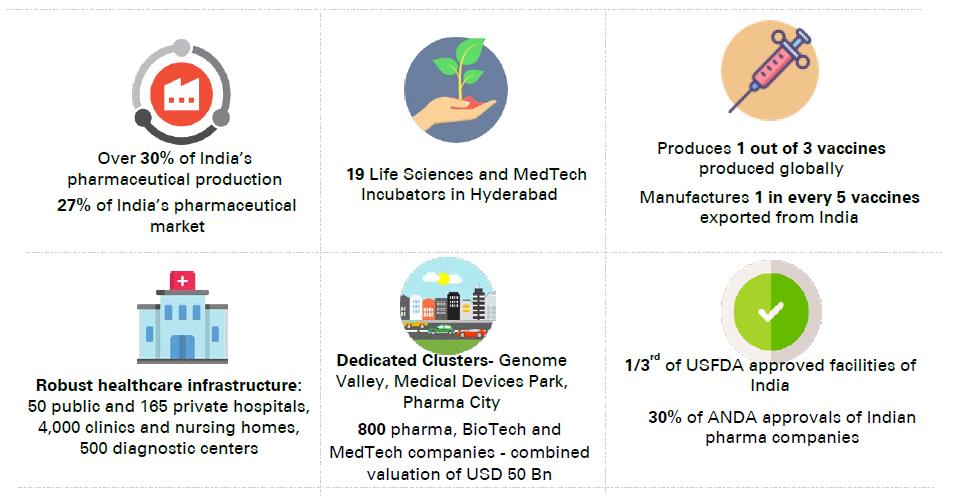 Over 30% of India's
pharmaceutical production
27% of India's pharmaceutical
market
19 Life Sciences and MedTech
Incubators in Hyderabad
Produces 1 out of 3 vaccines
produced globally
Manufactures 1 in every 5 vaccines
exported from India
Robust healthcare infrastructure:
50 public and 165 private hospitals,
4,000 clinics and nursing homes,
500 diagnostic centers
Dedicated Clusters- Genome
Valley, Medical Devices Park,
Pharma City
800 pharma, BioTech and
MedTech companies - combined
valuation of USD 50 Bn
1/3rd of USFDA approved facilities of
India
30% of ANDA approvals of Indian
pharma companies